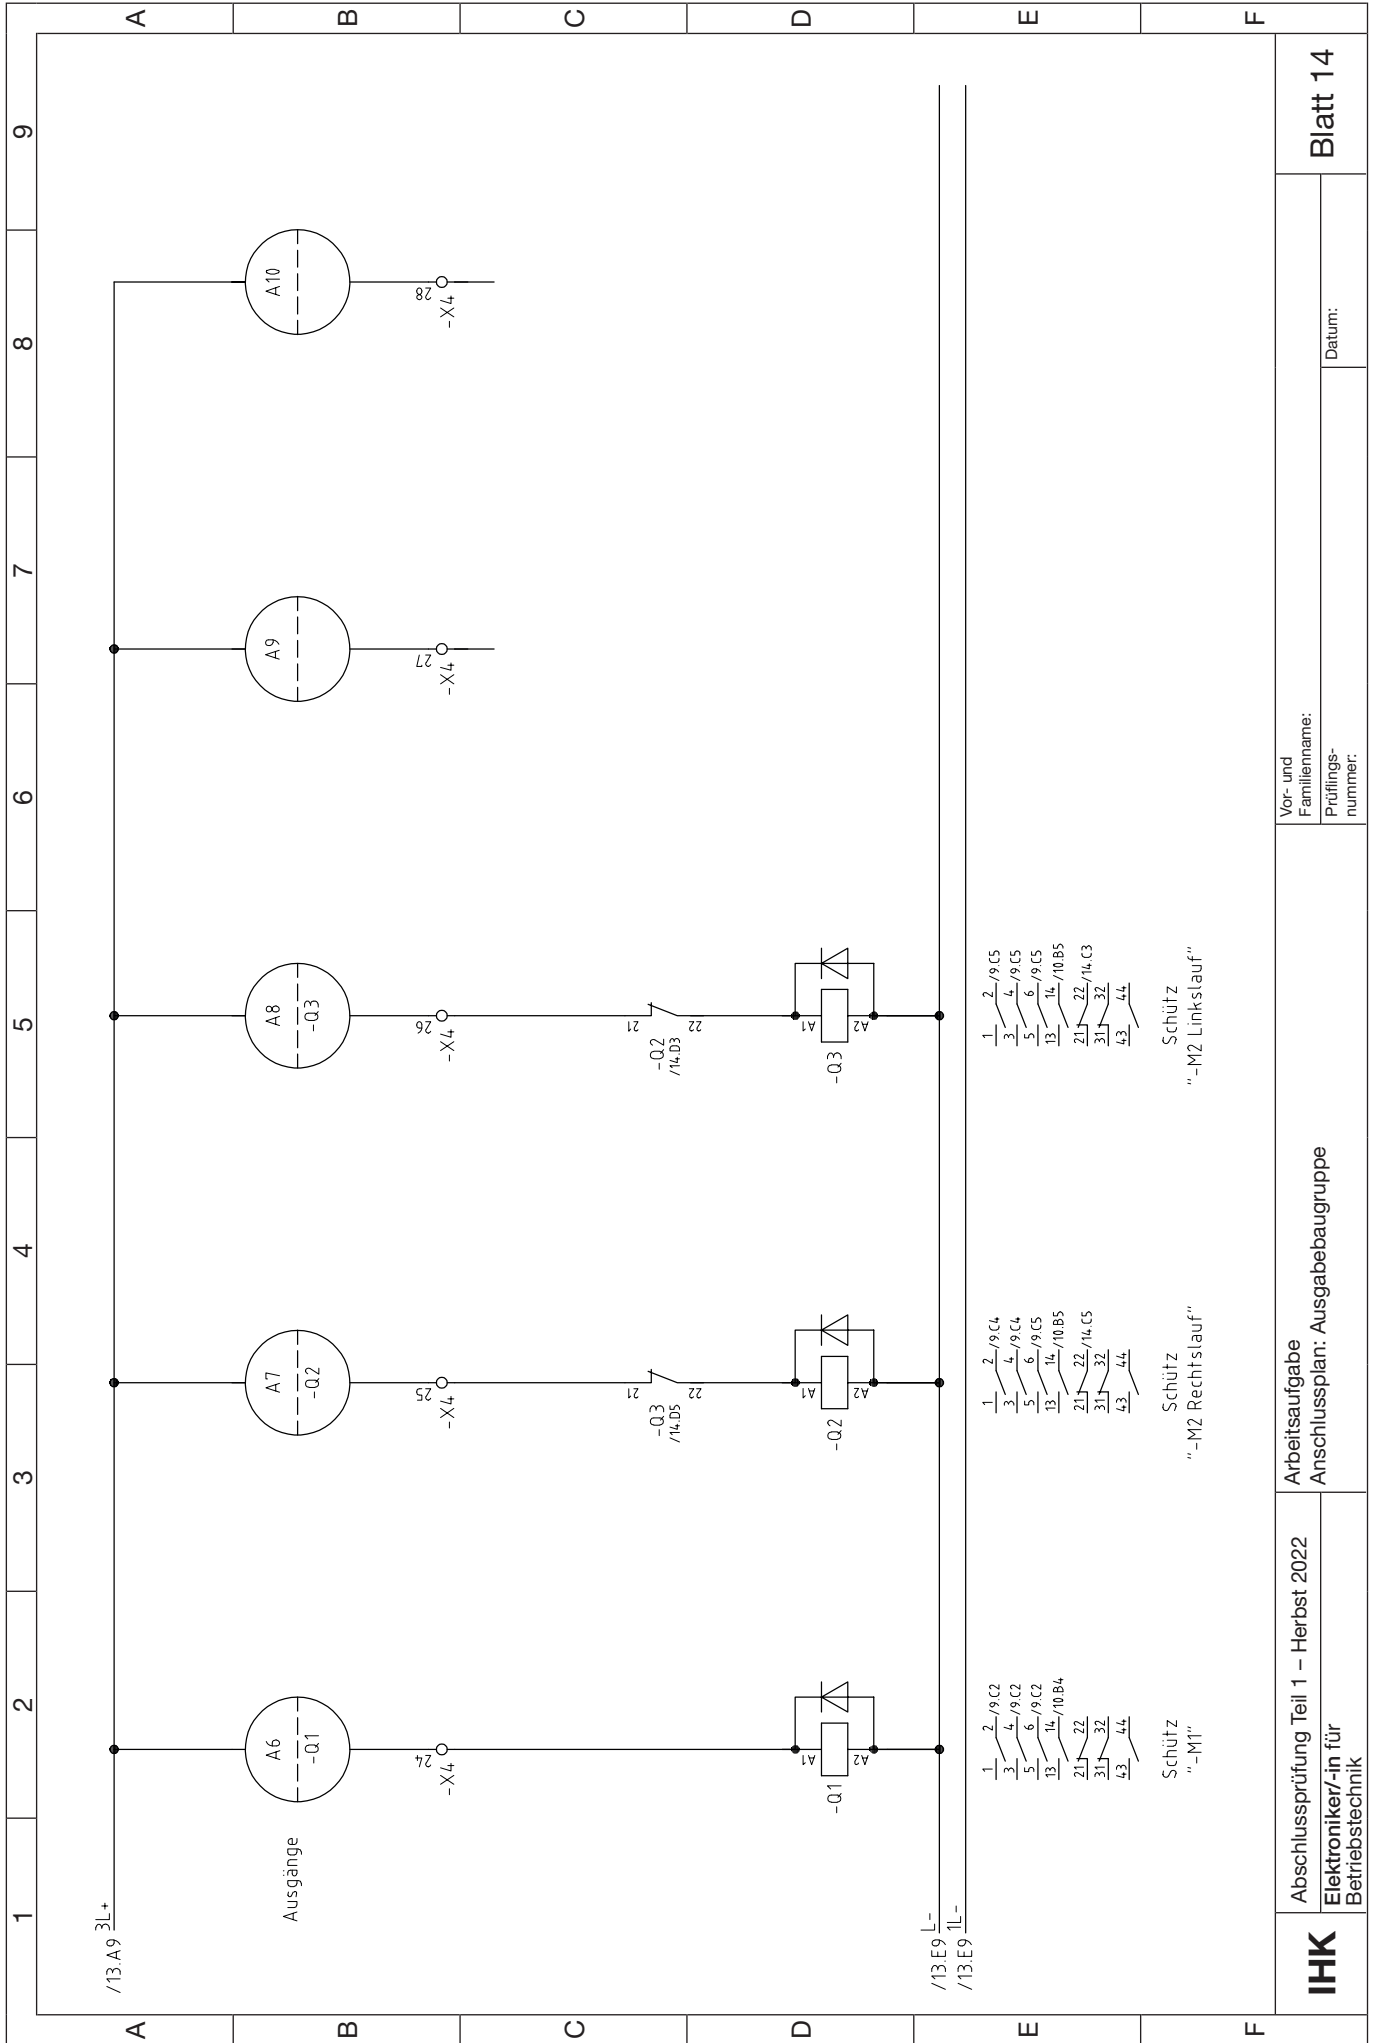 1
2
3
4
5
6
7
8
9
A
A
B
B
C
C
D
D
E
E
F
F
/13.A9 3L+
Ausgänge
A6
-Q1
A7
-Q2
A8
-Q3
A9
A10
24
-X4
25
-X4
26
-X4
27
-X4
28
-X4
-Q3
/14.D5
21
22
-Q2
/14.D3
21
22
-Q1
A1
A2
-Q2
A1
A2
-Q3
A1
A2
/13.E9 L-
/13.E9 1L-
1 2 /9.C2
3 4 /9.C2
5 6 /9.C2
13 14 /10.B4
21 22
31 32
43 44
Schütz
"-M1"
1 2 /9.C4
3 4 /9.C4
5 6 /9.C5
13 14 /10.B5
21 22 /14.C5
31 32
43 44
Schütz
"-M2 Rechtslauf"
1 2 /9.C5
3 4 /9.C5
5 6 /9.C5
13 14 /10.B5
21 22 /14.C3
31 32
43 44
Schütz
"-M2 Linkslauf"
IHK
Abschlussprüfung Teil 1 – Herbst 2022
Elektroniker/-in für
Betriebstechnik
Arbeitsaufgabe
Anschlussplan: Ausgabebaugruppe
Vor- und
Familienname:
Prüflings-
nummer:
Datum:
Blatt 14